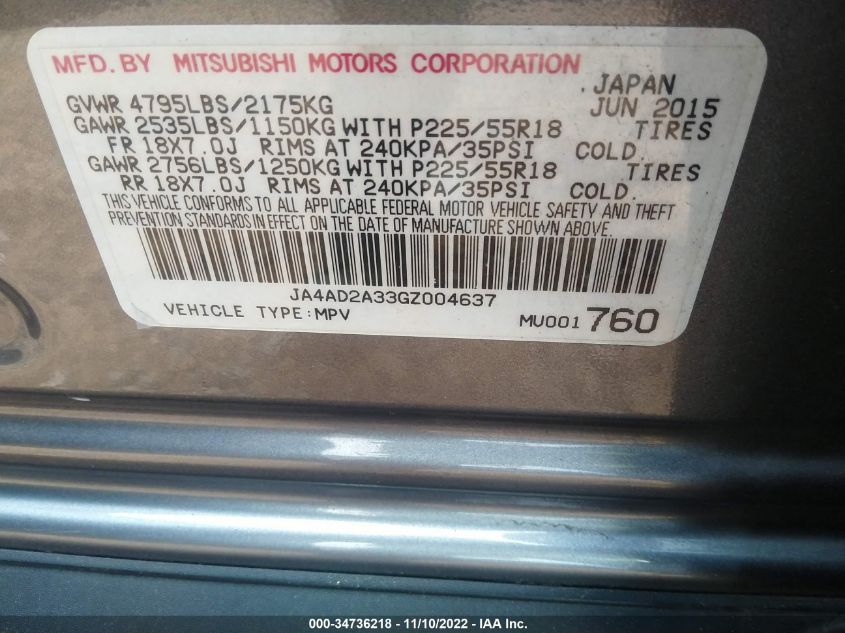 MFD. BY MITSUBISHI MOTORS CORPORATION
. JAPAN
GVWR 4795LBS/2175KG JUN 2015
GAWR 2535LBS/1150KG WITH P225/55R18 TIRES
FR 18X7.0J RIMS AT 240KPA/35PSI COLD.
GAWR 2756LBS/1250KG WITH P225/55R18 TIRES
RR 18X7.0J RIMS AT 240KPA/35PSI COLD.
THIS VEHICLE CONFORMS TO ALL APPLICABLE FEDERAL MOTOR VEHICLE SAFETY AND THEFT
PREVENTION STANDARDS IN EFFECT ON THE DATE OF MANUFACTURE SHOWN ABOVE.
JA4AD2A33GZ004637
VEHICLE TYPE:MPV MU001 760
000-34736218 - 11/10/2022 - IAA Inc.